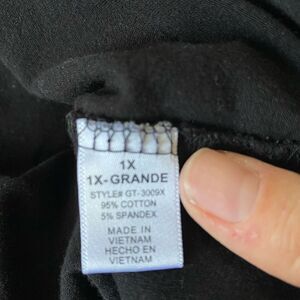 1X
1X-GRANDE
STYLE# GT-3009X
95% COTTON
5% SPANDEX
MADE IN
VIETNAM
HECHO EN
VIETNAM